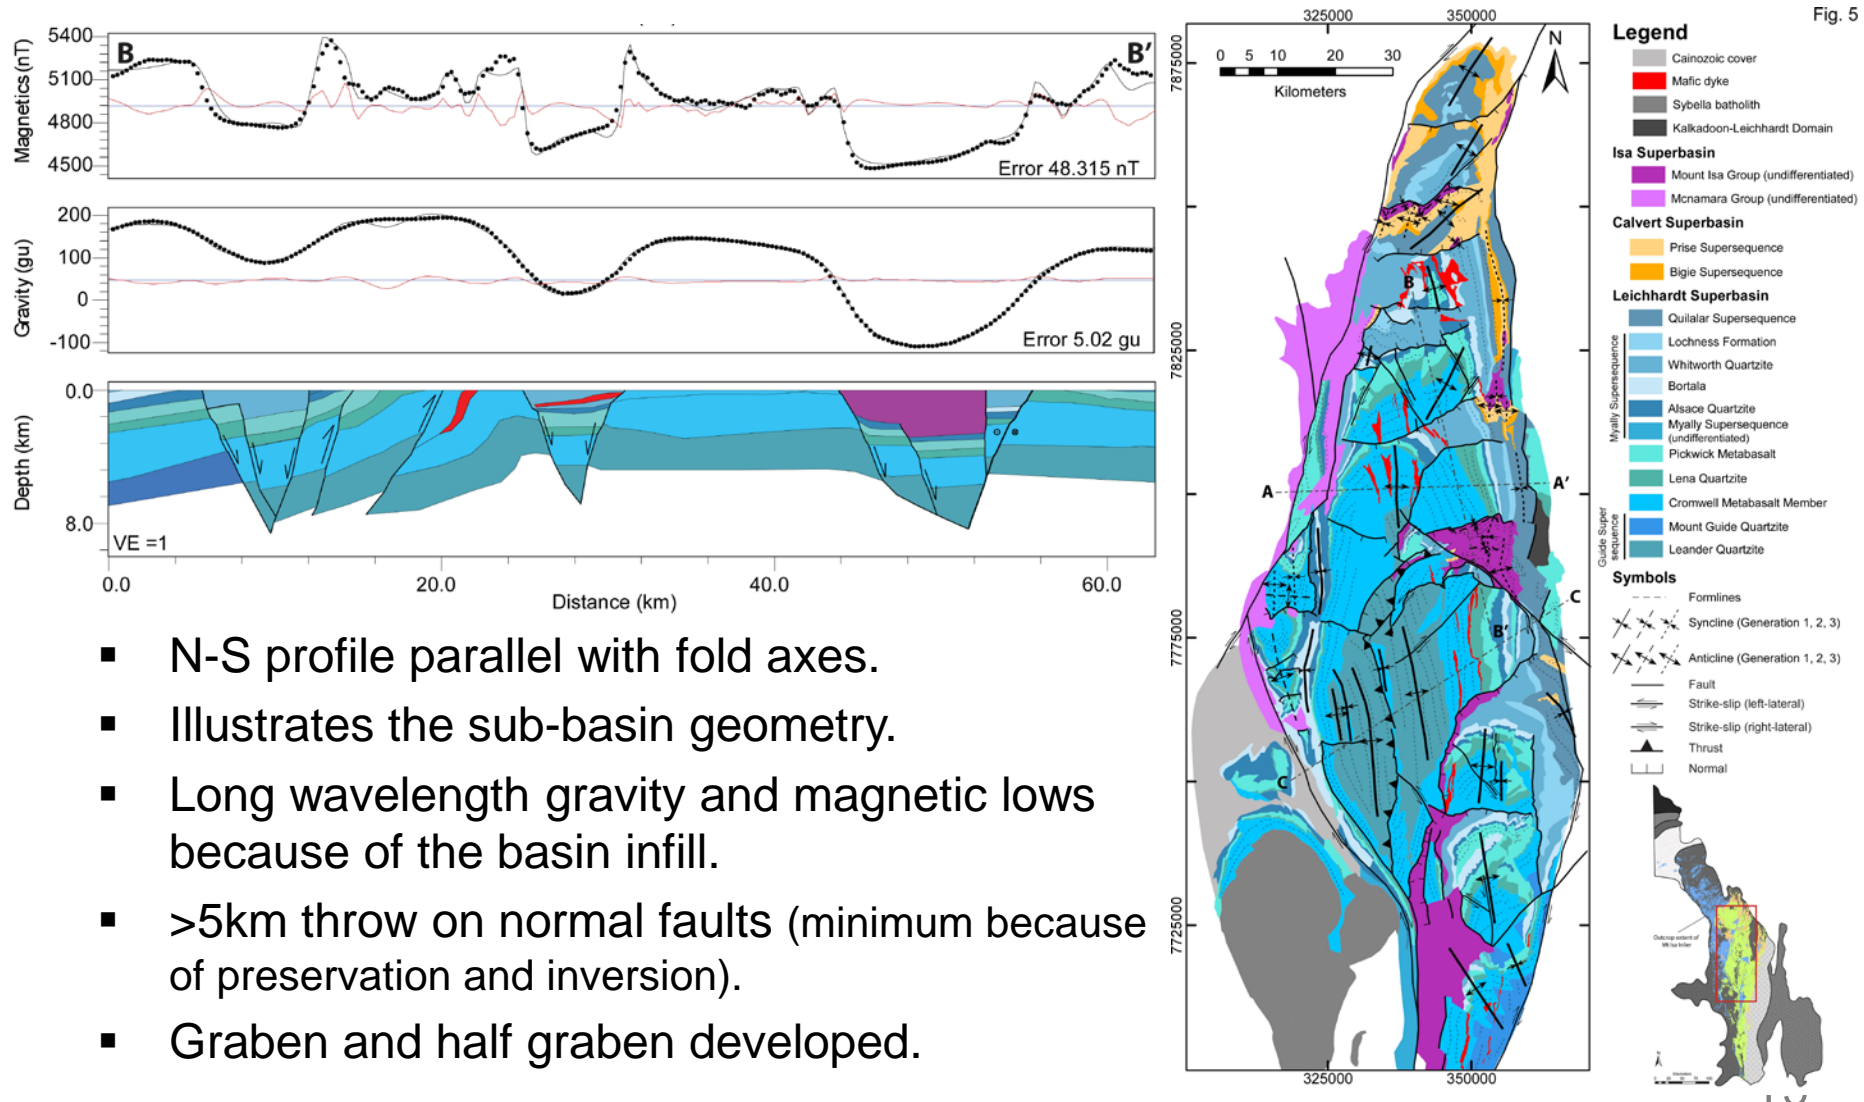 Fig. 5
5400
5100
4800
4500
Magnetics (nT)
B
B'
Error 48.315 nT
200
100
0
-100
Gravity (gu)
Error 5.02 gu
0.0
8.0
Depth (km)
VE =1
0.0
20.0
40.0
60.0
Distance (km)
▪ N-S profile parallel with fold axes.
▪ Illustrates the sub-basin geometry.
▪ Long wavelength gravity and magnetic lows
because of the basin infill.
▪ >5km throw on normal faults (minimum because
of preservation and inversion).
▪ Graben and half graben developed.
325000
350000
7875000
7825000
7775000
7725000
0 5 10 20 30
Kilometers
N
B
A
A'
C
B'
C
325000
350000
Legend
Cainozoic cover
Mafic dyke
Sybella batholith
Kalkadoon-Leichhardt Domain
Isa Superbasin
Mount Isa Group (undifferentiated)
Mcnamara Group (undifferentiated)
Calvert Superbasin
Prise Supersequence
Bigie Supersequence
Leichhardt Superbasin
Quilalar Supersequence
Myally Supersequence
Lochness Formation
Whitworth Quartzite
Bortala
Alsace Quartzite
Myally Supersequence
(undifferentiated)
Pickwick Metabasalt
Lena Quartzite
Cromwell Metabasalt Member
Guide Super
sequence
Mount Guide Quartzite
Leander Quartzite
Symbols
Formlines
Syncline (Generation 1, 2, 3)
Anticline (Generation 1, 2, 3)
Fault
Strike-slip (left-lateral)
Strike-slip (right-lateral)
Thrust
Normal
Outcrop extent of
Mt Isa Inlier